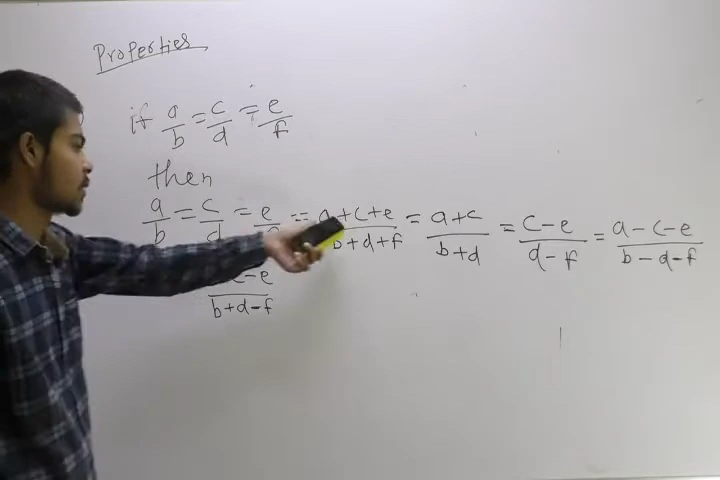 Properties
if a/b = c/d = e/f
then
a/b = c/d = e = a+c+e/b+d+f = a+c/b+d = c-e/d-f = a-c-e/b-d-f
c-e/b+d-f